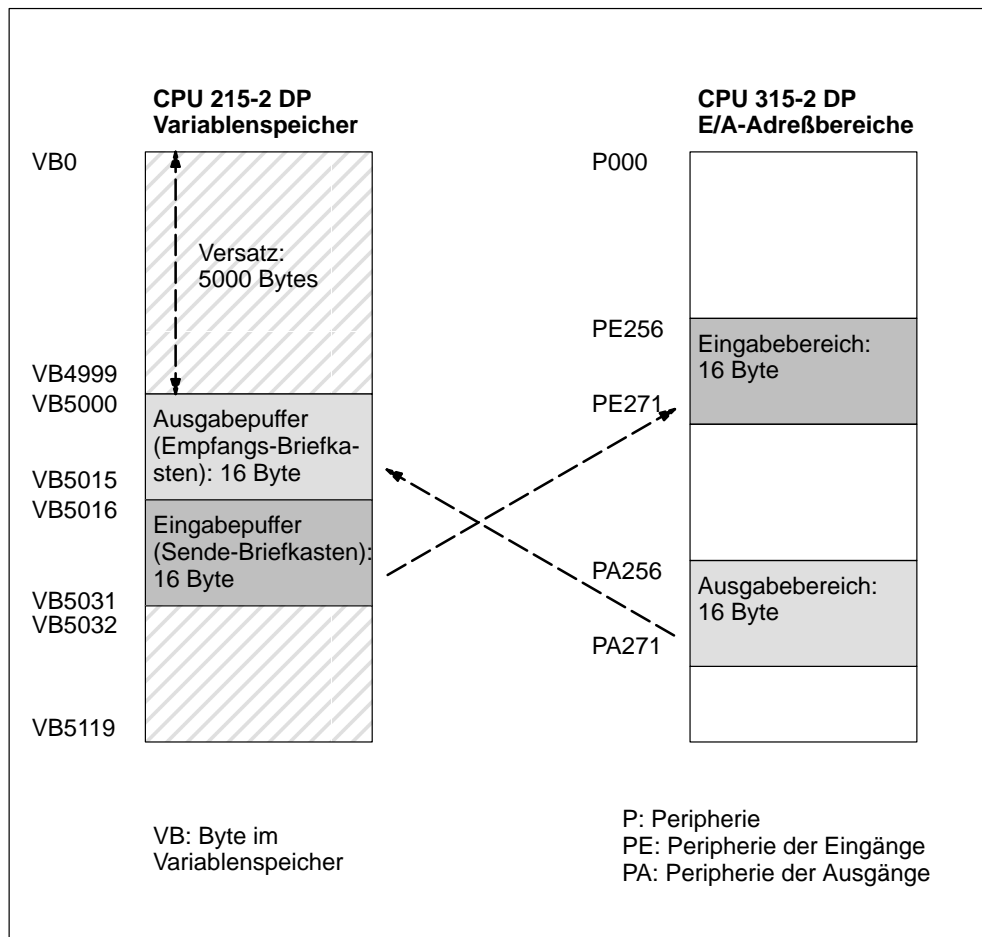 CPU 215-2 DP
Variablenspeicher
VB0
Versatz:
5000 Bytes
VB4999
VB5000
Ausgabepuffer
(Empfangs-Briefka-
sten): 16 Byte
VB5015
VB5016
Eingabepuffer
(Sende-Briefkasten):
16 Byte
VB5031
VB5032
VB5119
VB: Byte im
Variablenspeicher
CPU 315-2 DP
E/A-Adreßbereiche
P000
PE256
Eingabebereich:
16 Byte
PE271
PA256
Ausgabebereich:
16 Byte
PA271
P: Peripherie
PE: Peripherie der Eingänge
PA: Peripherie der Ausgänge